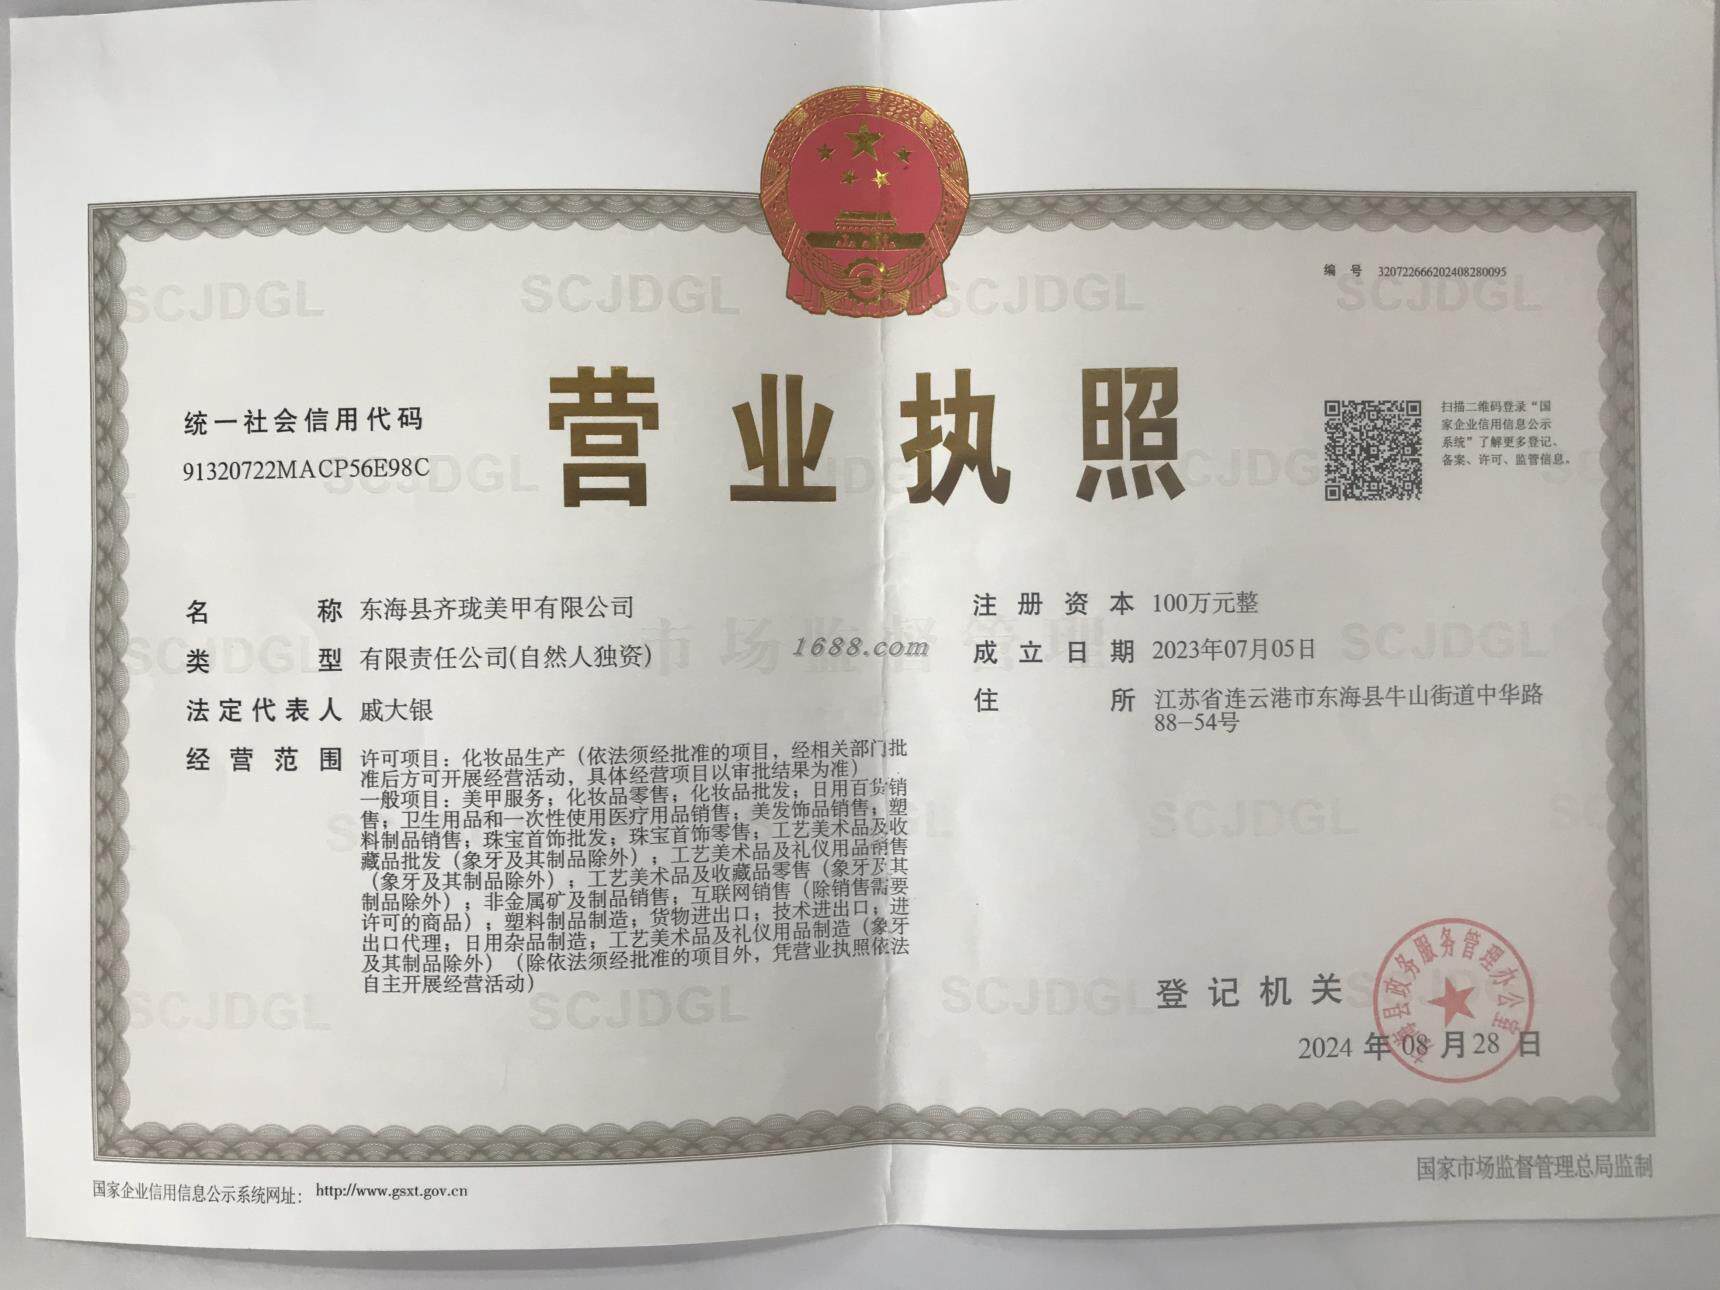 编 号 320722666202408280095
统一社会信用代码
91320722MACP56E98C
营业执照
扫描二维码登录“国
家企业信用信息公示
系统”了解更多登记、
备案、许可、监管信息。
名 称 东海县齐珑美甲有限公司
类 型 有限责任公司(自然人独资)
法定代表人 戚大银
经营范围 许可项目：化妆品生产（依法须经批准的项目，经相关部门批
准后方可开展经营活动，具体经营项目以审批结果为准）
一般项目：美甲服务；化妆品零售；化妆品批发；日用百货销
售；卫生用品和一次性使用医疗用品销售；美发饰品销售；塑
料制品销售；珠宝首饰批发；珠宝首饰零售；工艺美术品及收
藏品批发（象牙及其制品除外）；工艺美术品及礼仪用品销售
（象牙及其制品除外）；工艺美术品及收藏品零售（象牙及其
制品除外）；非金属矿及制品销售；互联网销售（除销售需要
许可的商品）；塑料制品制造；货物进出口；技术进出口；进
出口代理；日用杂品制造；工艺美术品及礼仪用品制造（象牙
及其制品除外）（除依法须经批准的项目外，凭营业执照依法
自主开展经营活动）
注册资本 100万元整
成立日期 2023年07月05日
住 所 江苏省连云港市东海县牛山街道中华路
88-54号
1688.com
市场监督管理
SCJDGL
登记机关
东海县政务服务管理办公室
2024 年 08 月 28 日
国家企业信用信息公示系统网址： http://www.gsxt.gov.cn
国家市场监督管理总局监制